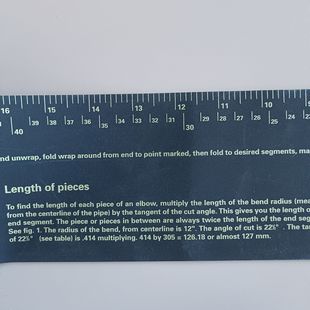 16 15 14 13 12 11 10
40 39 38 37 36 35 34 33 32 31 30 29 28 27 26 25
nd unwrap, fold wrap around from end to point marked, then fold to desired segments, ma
Length of pieces
To find the length of each piece of an elbow, multiply the length of the bend radius (mea
from the centerline of the pipe) by the tangent of the cut angle. This gives you the length o
end segment. The piece or pieces in between are always twice the length of the end seg
See fig. 1. The radius of the bend, from centerline is 12". The angle of cut is 22½° . The tan
of 22½° (see table) is .414 multiplying. 414 by 305 = 126.18 or almost 127 mm.